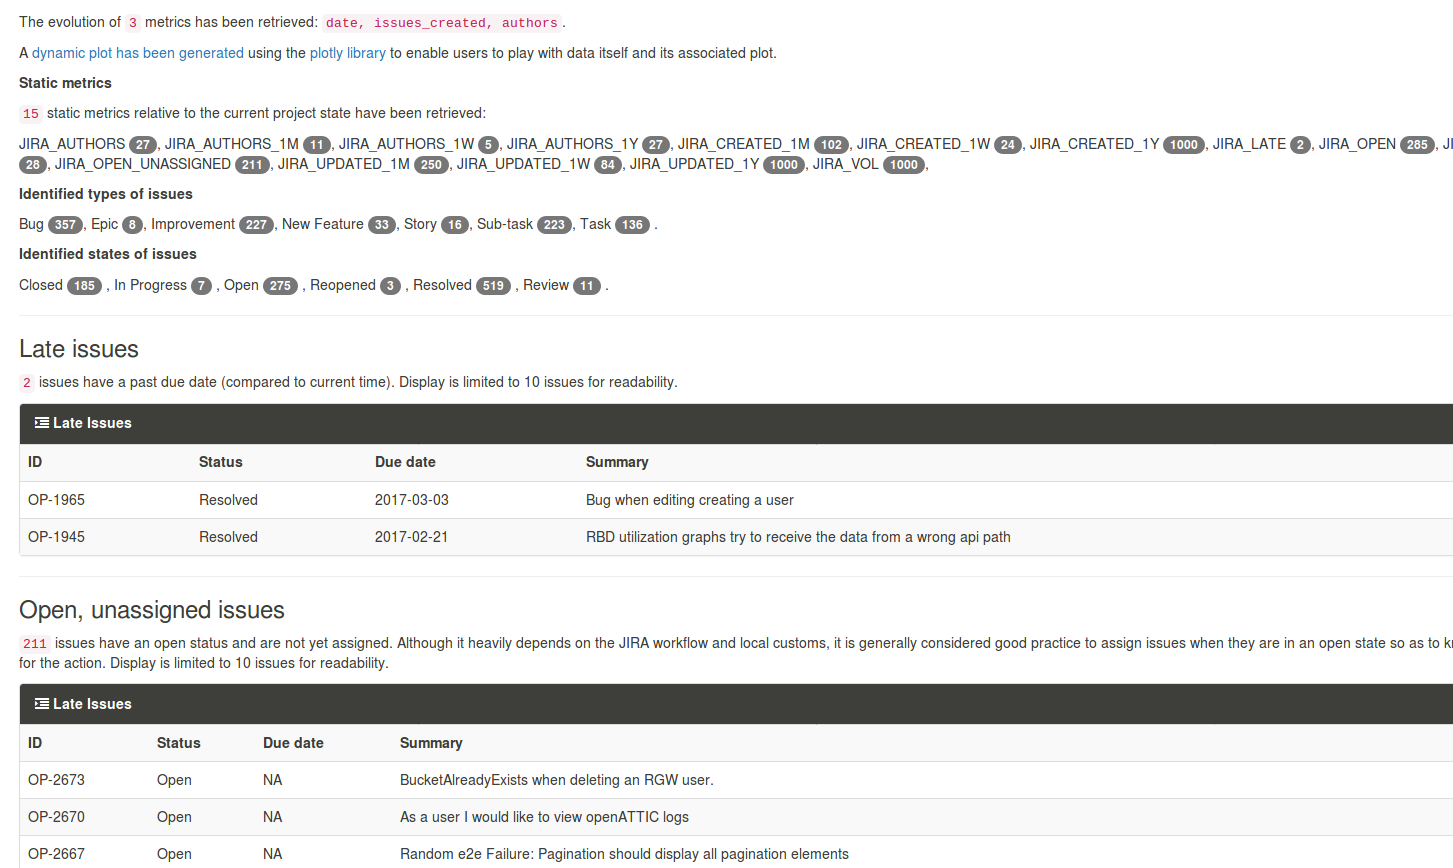 The evolution of 3 metrics has been retrieved: date, issues_created, authors .
A dynamic plot has been generated using the plotly library to enable users to play with data itself and its associated plot.
Static metrics
15 static metrics relative to the current project state have been retrieved:
JIRA_AUTHORS 27 , JIRA_AUTHORS_1M 11 , JIRA_AUTHORS_1W 5 , JIRA_AUTHORS_1Y 27 , JIRA_CREATED_1M 102 , JIRA_CREATED_1W 24 , JIRA_CREATED_1Y 1000 , JIRA_LATE 2 , JIRA_OPEN 285 ,
28 , JIRA_OPEN_UNASSIGNED 211 , JIRA_UPDATED_1M 250 , JIRA_UPDATED_1W 84 , JIRA_UPDATED_1Y 1000 , JIRA_VOL 1000 ,
Identified types of issues
Bug 357 , Epic 8 , Improvement 227 , New Feature 33 , Story 16 , Sub-task 223 , Task 136 .
Identified states of issues
Closed 185 , In Progress 7 , Open 275 , Reopened 3 , Resolved 519 , Review 11 .
Late issues
2 issues have a past due date (compared to current time). Display is limited to 10 issues for readability.
Late Issues
ID Status Due date Summary
OP-1965 Resolved 2017-03-03 Bug when editing creating a user
OP-1945 Resolved 2017-02-21 RBD utilization graphs try to receive the data from a wrong api path
Open, unassigned issues
211 issues have an open status and are not yet assigned. Although it heavily depends on the JIRA workflow and local customs, it is generally considered good practice to assign issues when they are in an open state so as to
for the action. Display is limited to 10 issues for readability.
Late Issues
ID Status Due date Summary
OP-2673 Open NA BucketAlreadyExists when deleting an RGW user.
OP-2670 Open NA As a user I would like to view openATTIC logs
OP-2667 Open NA Random e2e Failure: Pagination should display all pagination elements